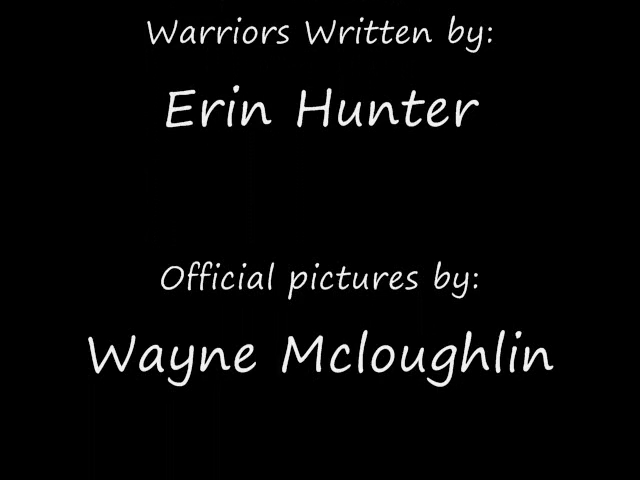 Warriors Written by:
Erin Hunter
Official pictures by:
Wayne Mcloughlin